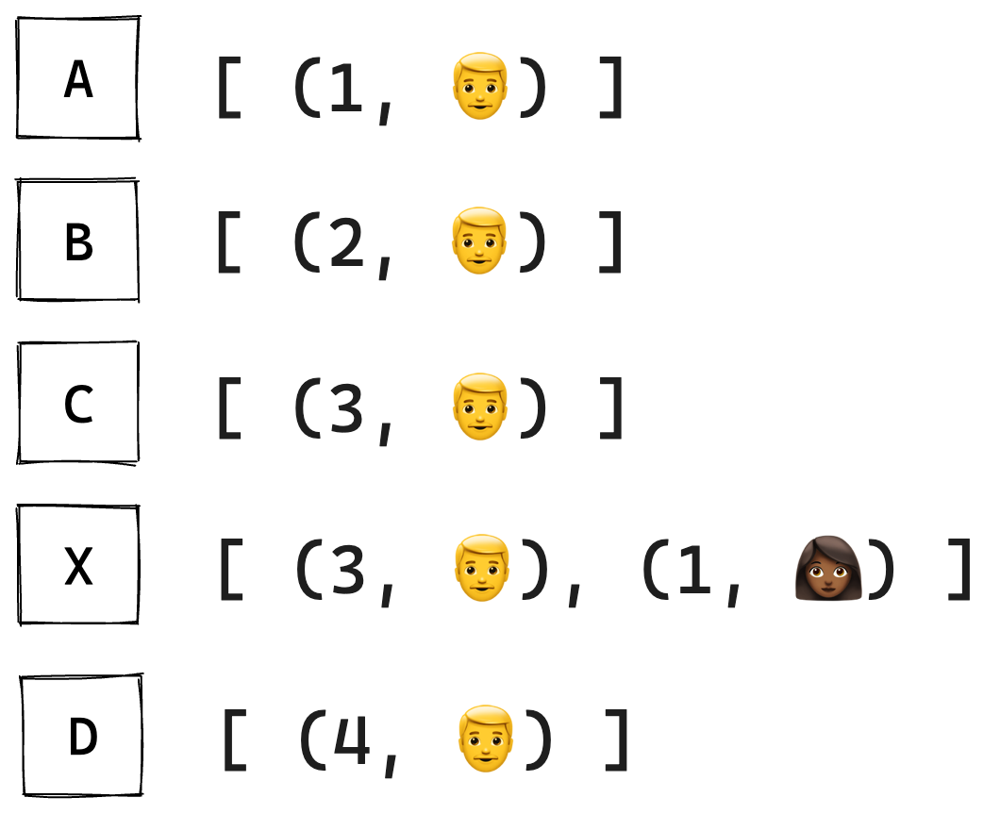 A [ (1, 👨🏼) ]
B [ (2, 👨🏼) ]
C [ (3, 👨🏼) ]
X [ (3, 👨🏼), (1, 👩🏾) ]
D [ (4, 👨🏼) ]